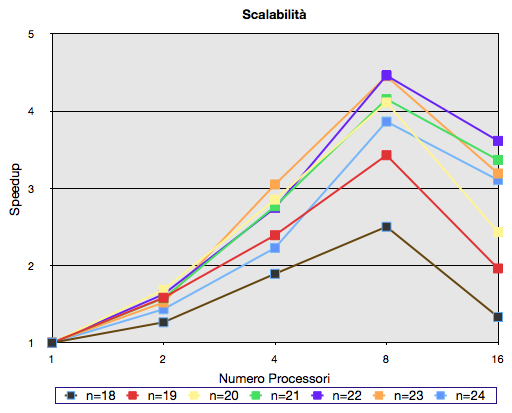 Scalabilità
5
4
3
2
1
Speedup
1 2 4 8 16
Numero Processori
n=18 n=19 n=20 n=21 n=22 n=23 n=24